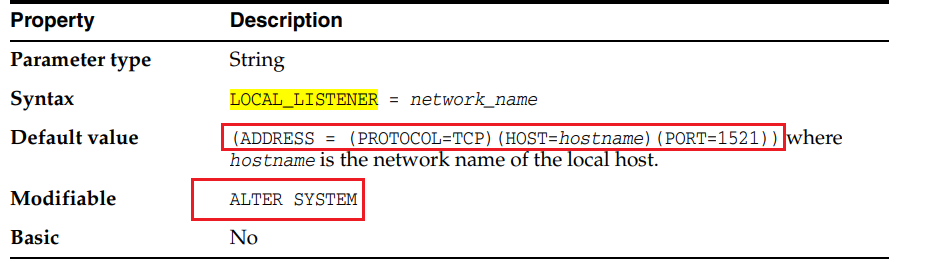 Property Description
Parameter type String
Syntax LOCAL_LISTENER = network_name
Default value (ADDRESS = (PROTOCOL=TCP)(HOST=hostname)(PORT=1521)) where
hostname is the network name of the local host.
Modifiable ALTER SYSTEM
Basic No